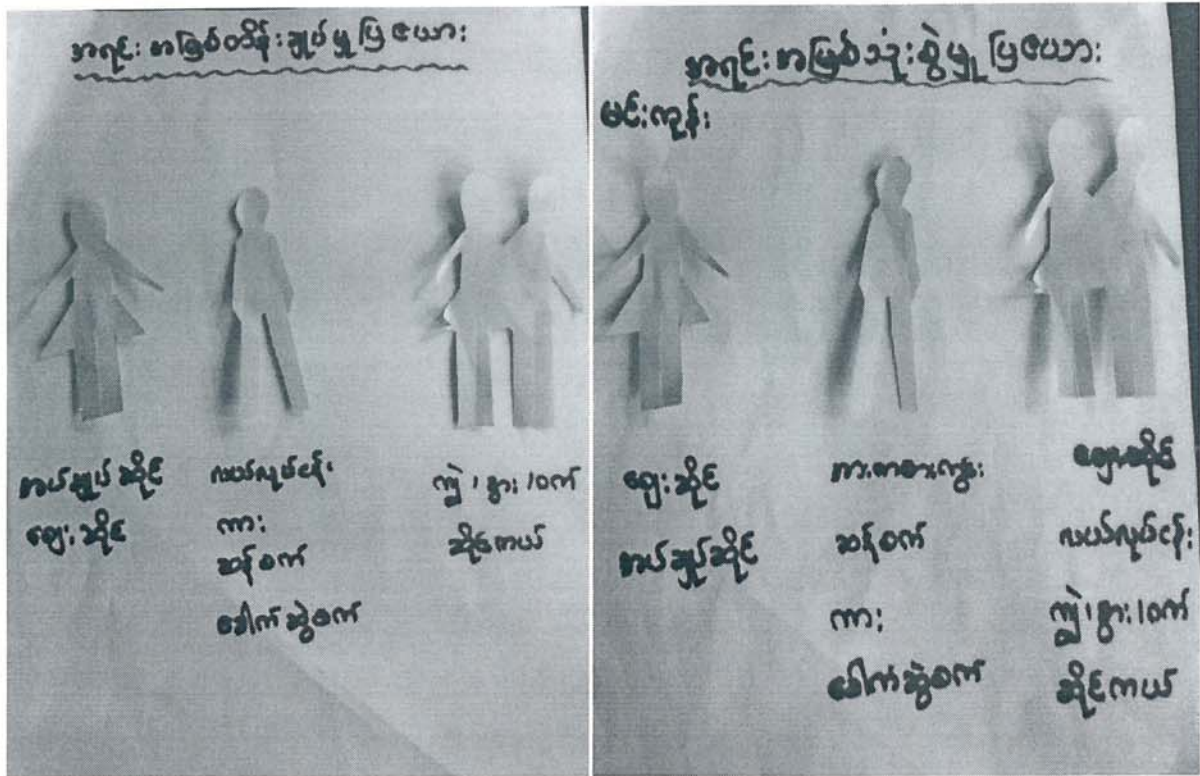 အရင်းအမြစ်ထိန်းချုပ်မှုပြဇယား
အပ်ချုပ်ဆိုင်
ဈေးဆိုင်
လယ်လုပ်ငန်း
ကား
ဆန်စက်
ခေါက်ဆွဲစက်
ကျွဲ၊ နွား၊ ဝက်
ဆိုင်ကယ်
အရင်းအမြစ်သုံးစွဲမှုပြဇယား
မင်းကုန်း
ဈေးဆိုင်
အပ်ချုပ်ဆိုင်
ဆန်စက်
ကား
ခေါက်ဆွဲစက်
ဈေးဆိုင်
လယ်လုပ်ငန်း
ကျွဲ၊ နွား၊ ဝက်
ဆိုင်ကယ်